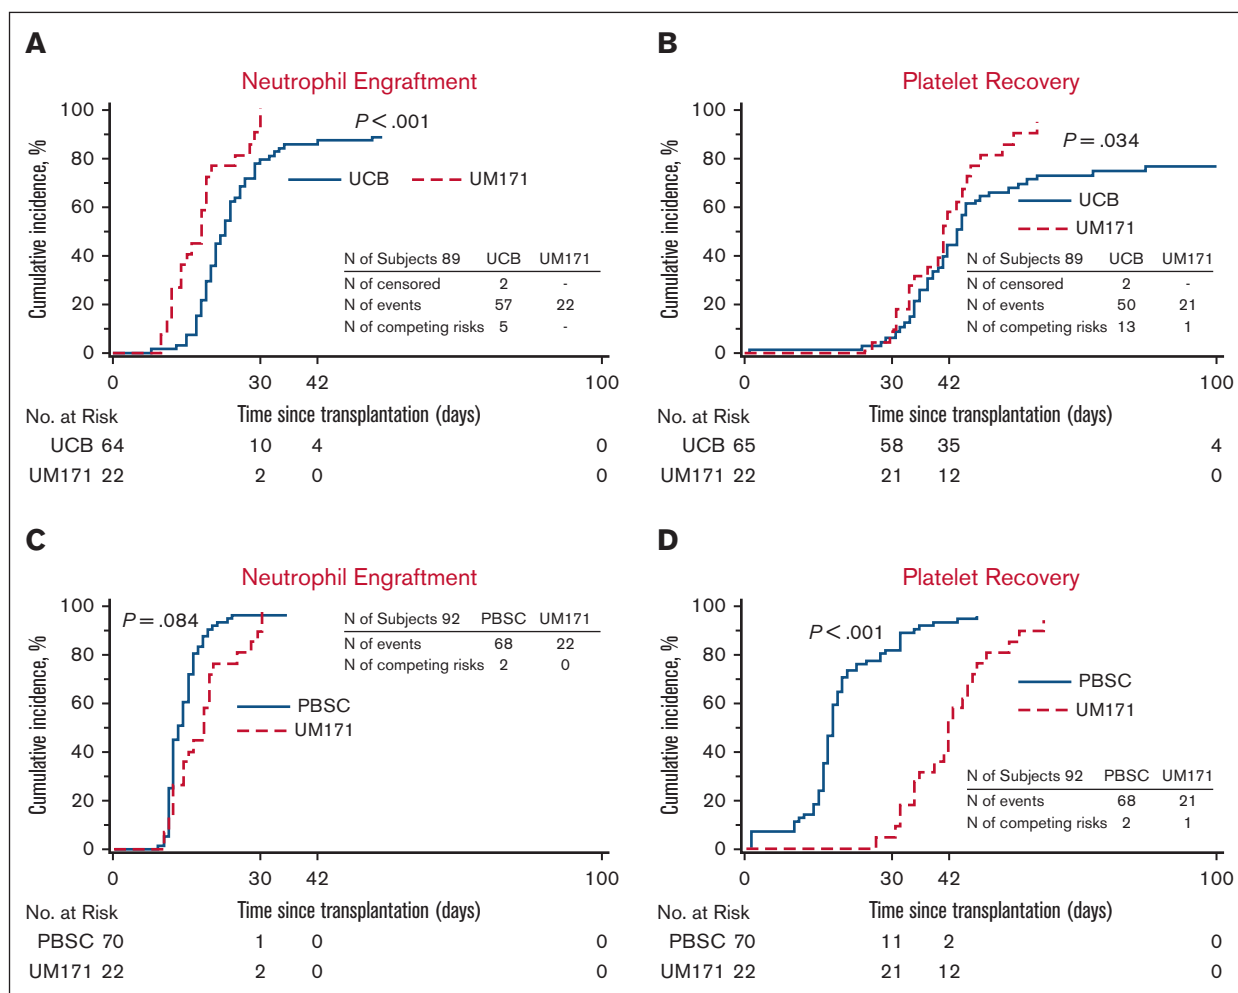 A
Neutrophil Engraftment
Cumulative incidence, %
100
80
60
40
20
0
P < .001
UCB UM171
N of Subjects 89 UCB UM171
N of censored 2 -
N of events 57 22
N of competing risks 5 -
0 30 42 100
No. at Risk Time since transplantation (days)
UCB 64 10 4 0
UM171 22 2 0 0
B
Platelet Recovery
Cumulative incidence, %
100
80
60
40
20
0
P = .034
UCB
UM171
N of Subjects 89 UCB UM171
N of censored 2 -
N of events 50 21
N of competing risks 13 1
0 30 42 100
No. at Risk Time since transplantation (days)
UCB 65 58 35 4
UM171 22 21 12 0
C
Neutrophil Engraftment
Cumulative incidence, %
100
80
60
40
20
0
P = .084
N of Subjects 92 PBSC UM171
N of events 68 22
N of competing risks 2 0
PBSC
UM171
0 30 42 100
No. at Risk Time since transplantation (days)
PBSC 70 1 0 0
UM171 22 2 0 0
D
Platelet Recovery
Cumulative incidence, %
100
80
60
40
20
0
P < .001
PBSC
UM171
N of Subjects 92 PBSC UM171
N of events 68 21
N of competing risks 2 1
0 30 42 100
No. at Risk Time since transplantation (days)
PBSC 70 11 2 0
UM171 22 21 12 0